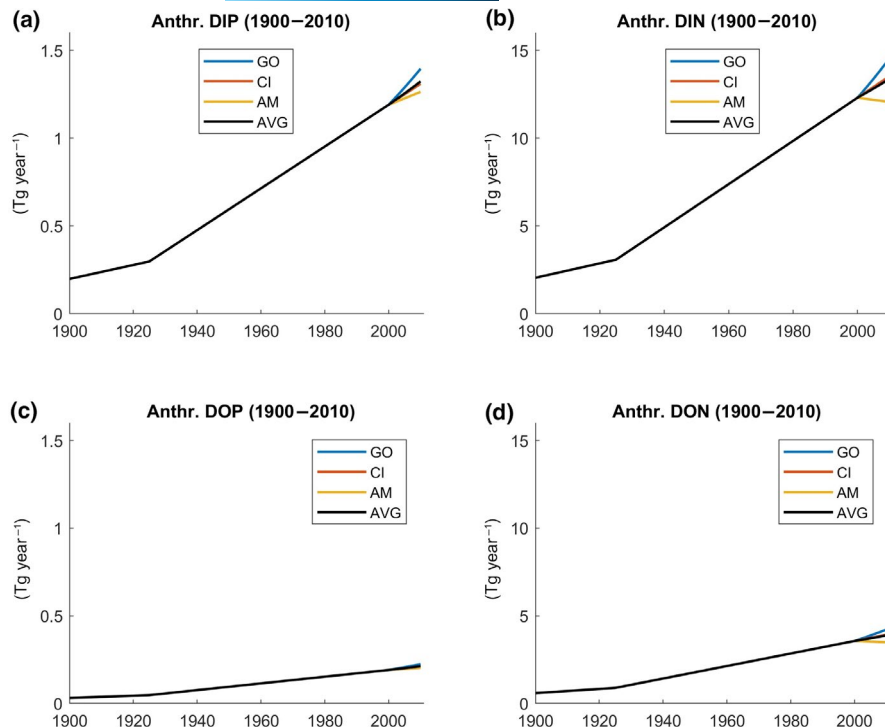 (a)
Anthr. DIP (1900−2010)
1.5
1
0.5
0
(Tg year⁻¹)
GO
CI
AM
AVG
1900 1920 1940 1960 1980 2000
(b)
Anthr. DIN (1900−2010)
15
10
5
0
(Tg year⁻¹)
GO
CI
AM
AVG
1900 1920 1940 1960 1980 2000
(c)
Anthr. DOP (1900−2010)
1.5
1
0.5
0
(Tg year⁻¹)
GO
CI
AM
AVG
1900 1920 1940 1960 1980 2000
(d)
Anthr. DON (1900−2010)
15
10
5
0
(Tg year⁻¹)
GO
CI
AM
AVG
1900 1920 1940 1960 1980 2000